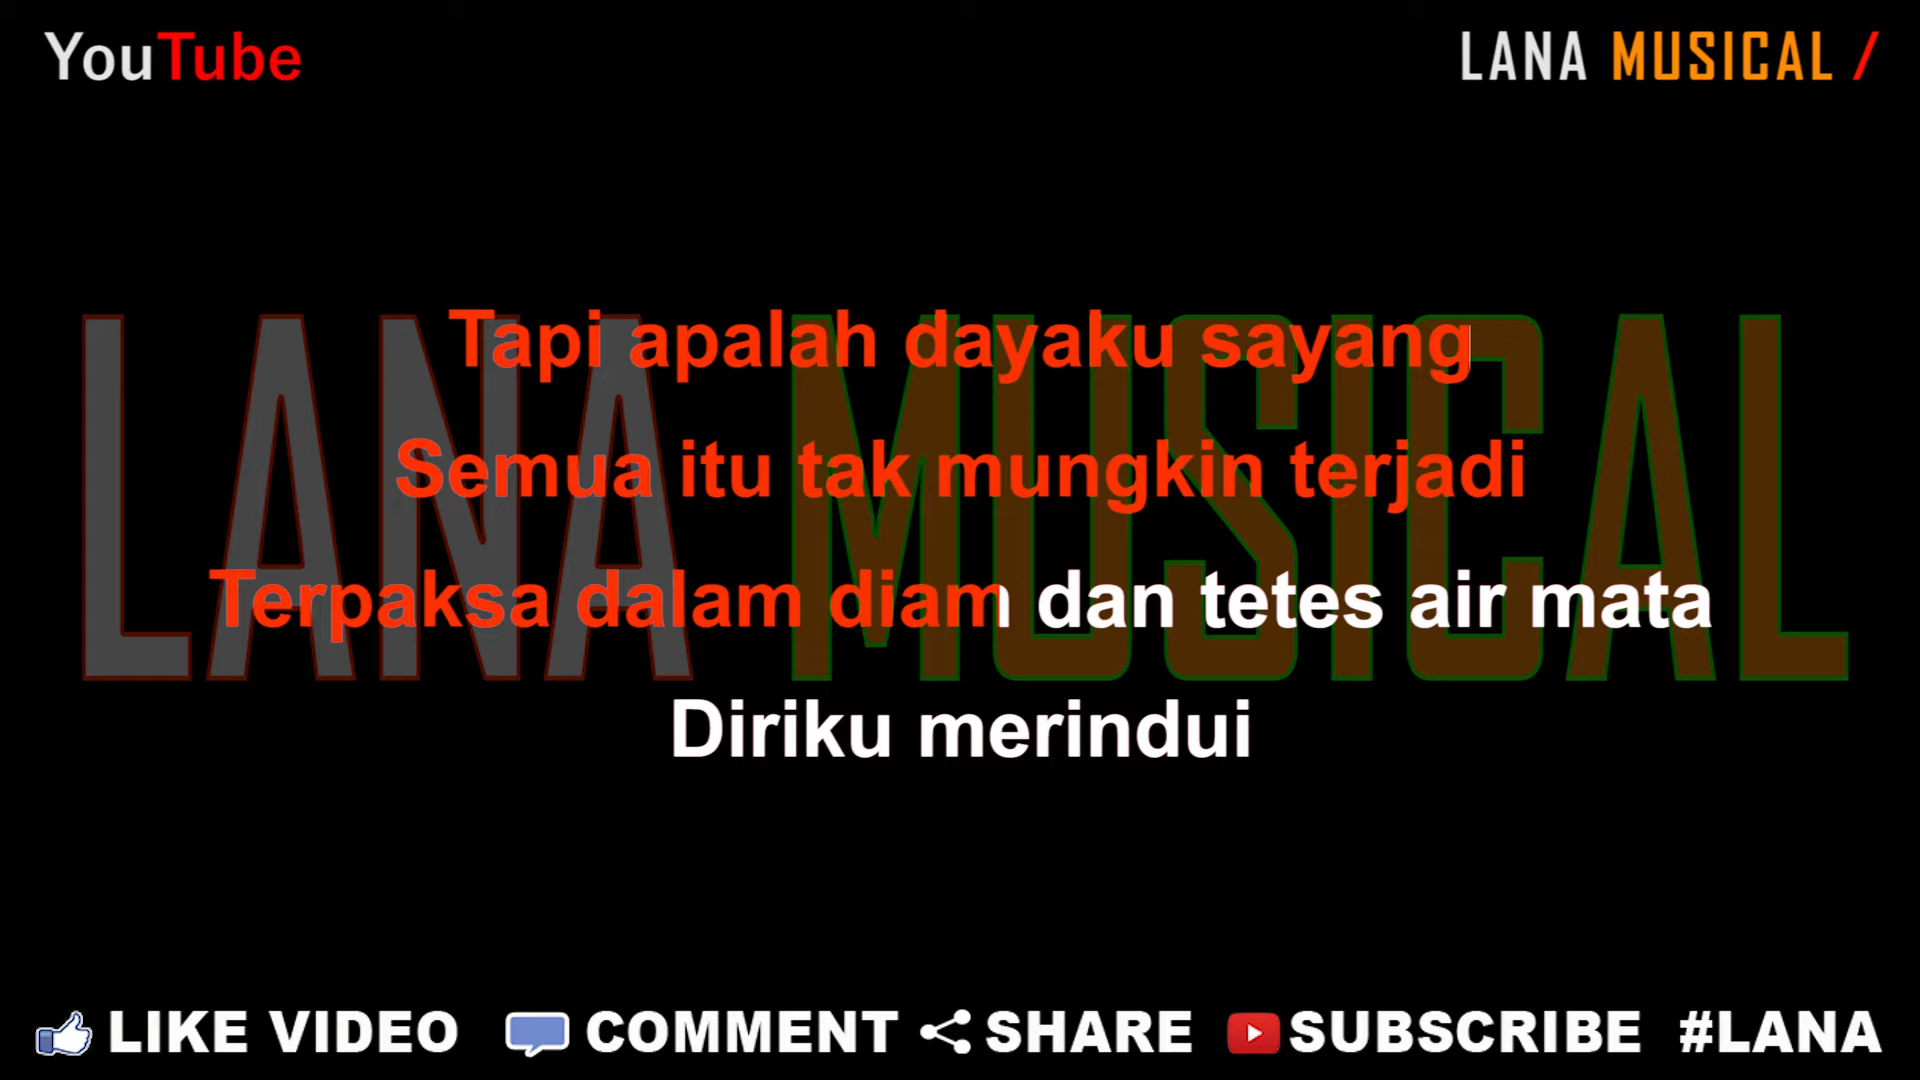 YouTube
LANA MUSICAL /
LANA MUSICAL
Tapi apalah dayaku sayang
Semua itu tak mungkin terjadi
Terpaksa dalam diam dan tetes air mata
Diriku merindui
LIKE VIDEO COMMENT SHARE SUBSCRIBE #LANA